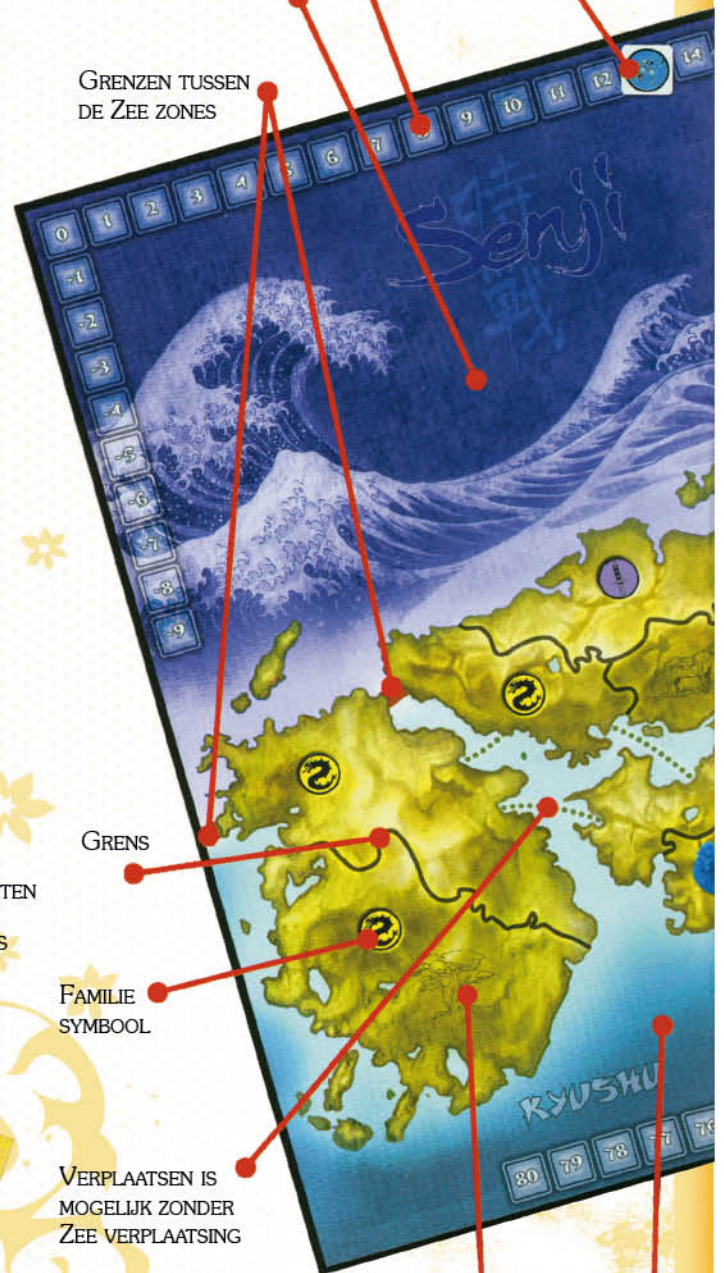 GRENZEN TUSSEN
DE ZEE ZONES
0 1 2 3 4 5 6 7 8 9 10 11 12 14
-1
-2
-3
-4
-5
-6
-7
-8
-9
Senji
GRENS
TEN
S
FAMILIE
SYMBOOL
KYUSHU
80 79 78 77 76
VERPLAATSEN IS
MOGELIJK ZONDER
ZEE VERPLAATSING